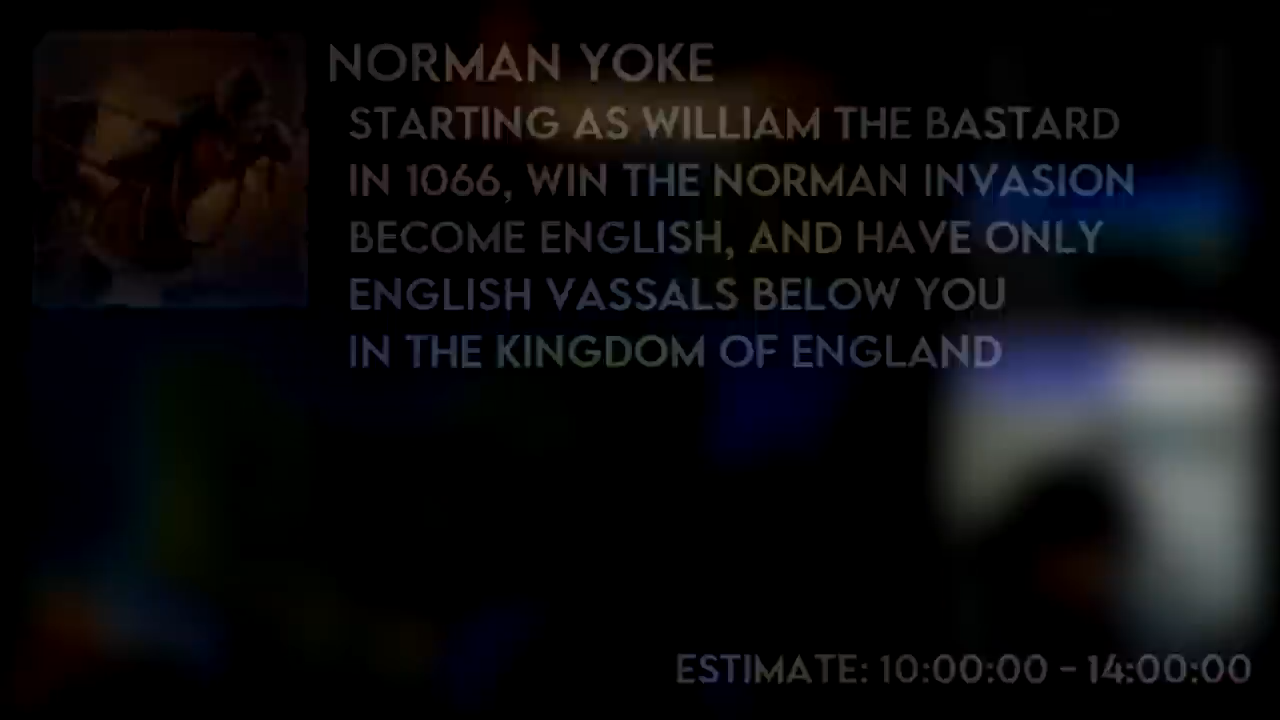 NORMAN YOKE
STARTING AS WILLIAM THE BASTARD
IN 1066, WIN THE NORMAN INVASION
BECOME ENGLISH, AND HAVE ONLY
ENGLISH VASSALS BELOW YOU
IN THE KINGDOM OF ENGLAND
ESTIMATE: 10:00:00 - 14:00:00